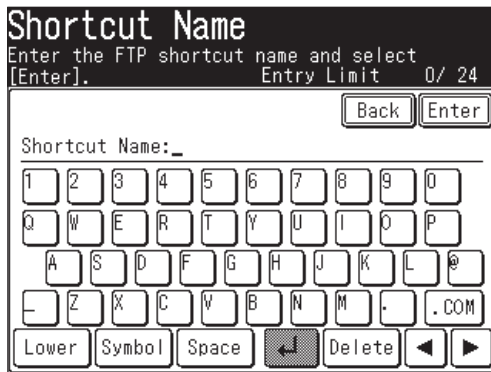 Shortcut Name
Enter the FTP shortcut name and select
[Enter]. Entry Limit 0/ 24
Back Enter
Shortcut Name:_
1 2 3 4 5 6 7 8 9 0
Q W E R T Y U I O P
A S D F G H J K L @
_ Z X C V B N M . .COM
Lower Symbol Space ↵ Delete ◀ ▶